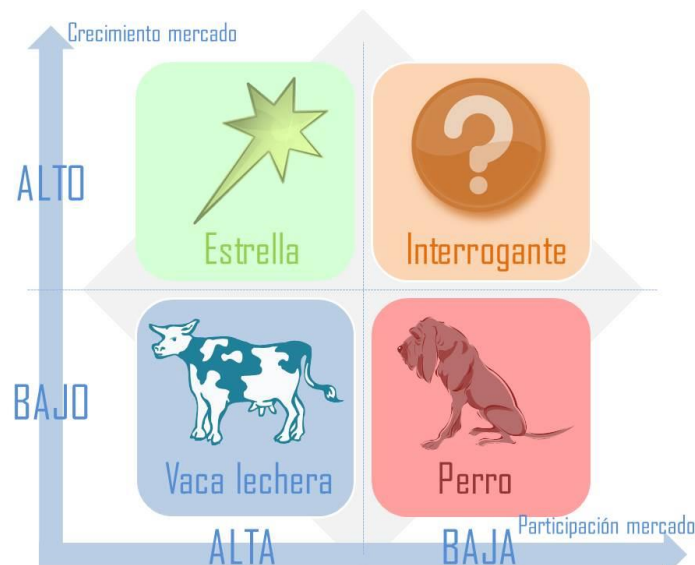 Crecimiento mercado
ALTO
Estrella
Interrogante
?
BAJO
Vaca lechera
Perro
ALTA
BAJA
Participación mercado